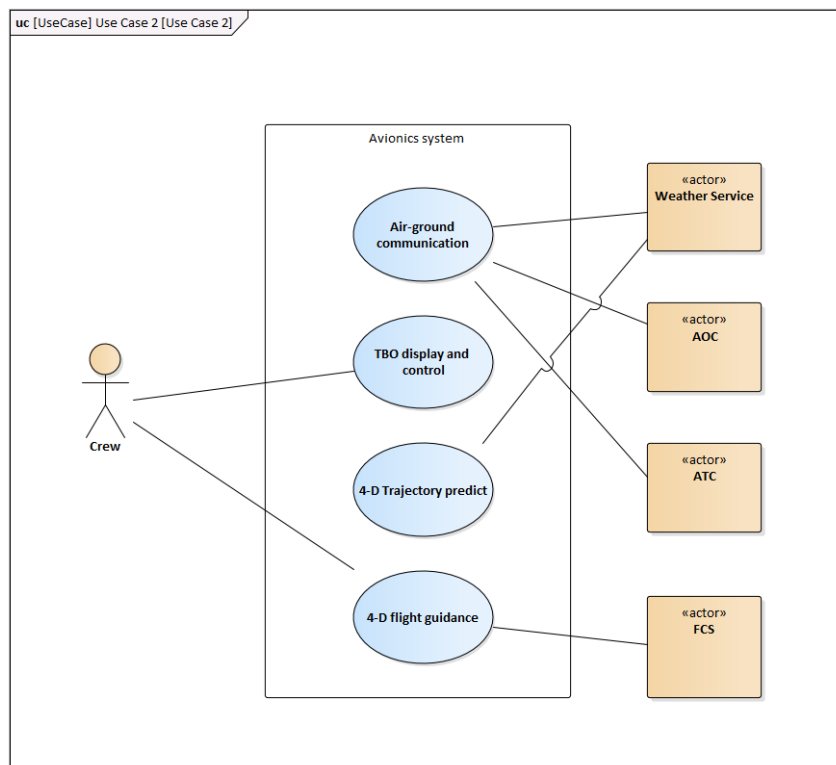 uc [UseCase] Use Case 2 [Use Case 2]
Avionics system
Air-ground
communication
TBO display and
control
4-D Trajectory predict
4-D flight guidance
Crew
«actor»
Weather Service
«actor»
AOC
«actor»
ATC
«actor»
FCS